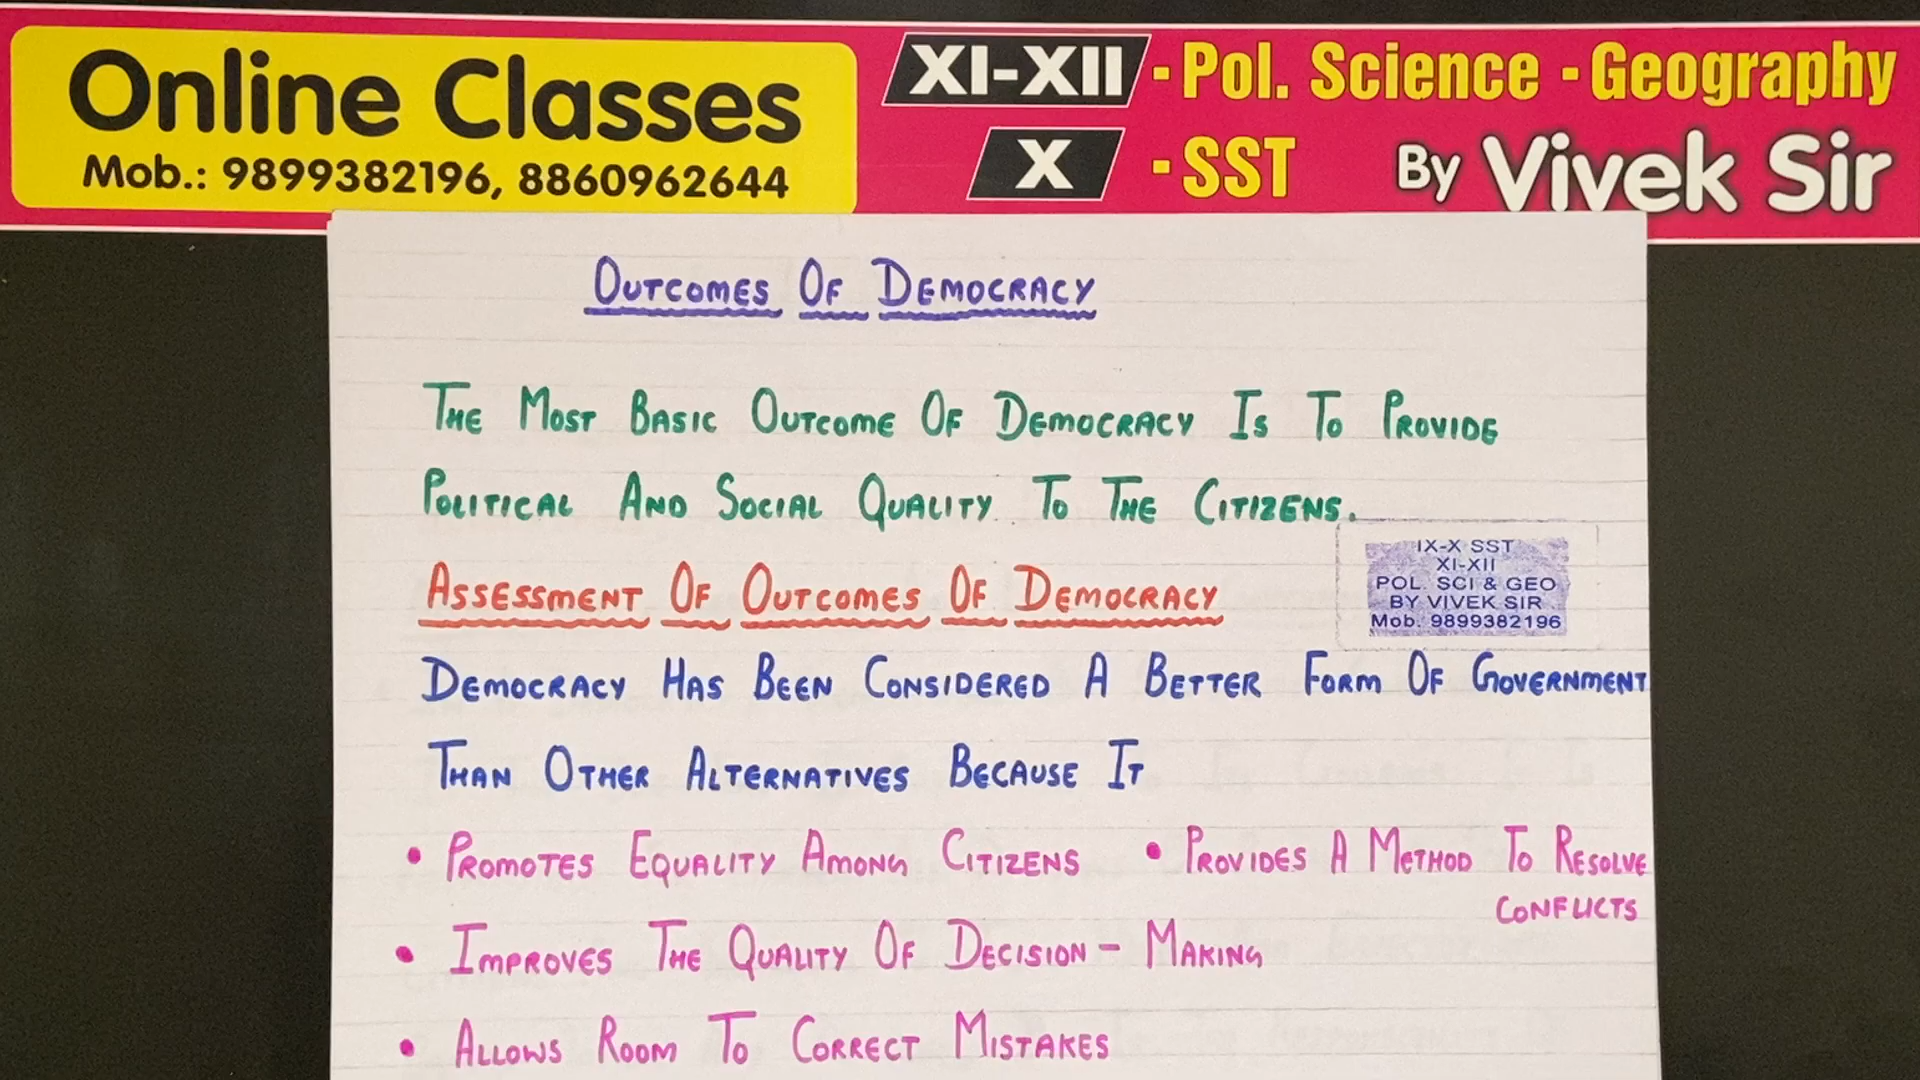 Online Classes
Mob.: 9899382196, 8860962644
XI-XII - Pol. Science - Geography
X - SST By Vivek Sir
OUTCOMES OF DEMOCRACY
THE MOST BASIC OUTCOME OF DEMOCRACY IS TO PROVIDE
POLITICAL AND SOCIAL QUALITY TO THE CITIZENS.
IX-X SST
XI-XII
POL. SCI & GEO
BY VIVEK SIR
Mob. 9899382196
ASSESSMENT OF OUTCOMES OF DEMOCRACY
DEMOCRACY HAS BEEN CONSIDERED A BETTER FORM OF GOVERNMENT
THAN OTHER ALTERNATIVES BECAUSE IT
• PROMOTES EQUALITY AMONG CITIZENS • PROVIDES A METHOD TO RESOLVE
CONFLICTS
• IMPROVES THE QUALITY OF DECISION - MAKING
• ALLOWS ROOM TO CORRECT MISTAKES